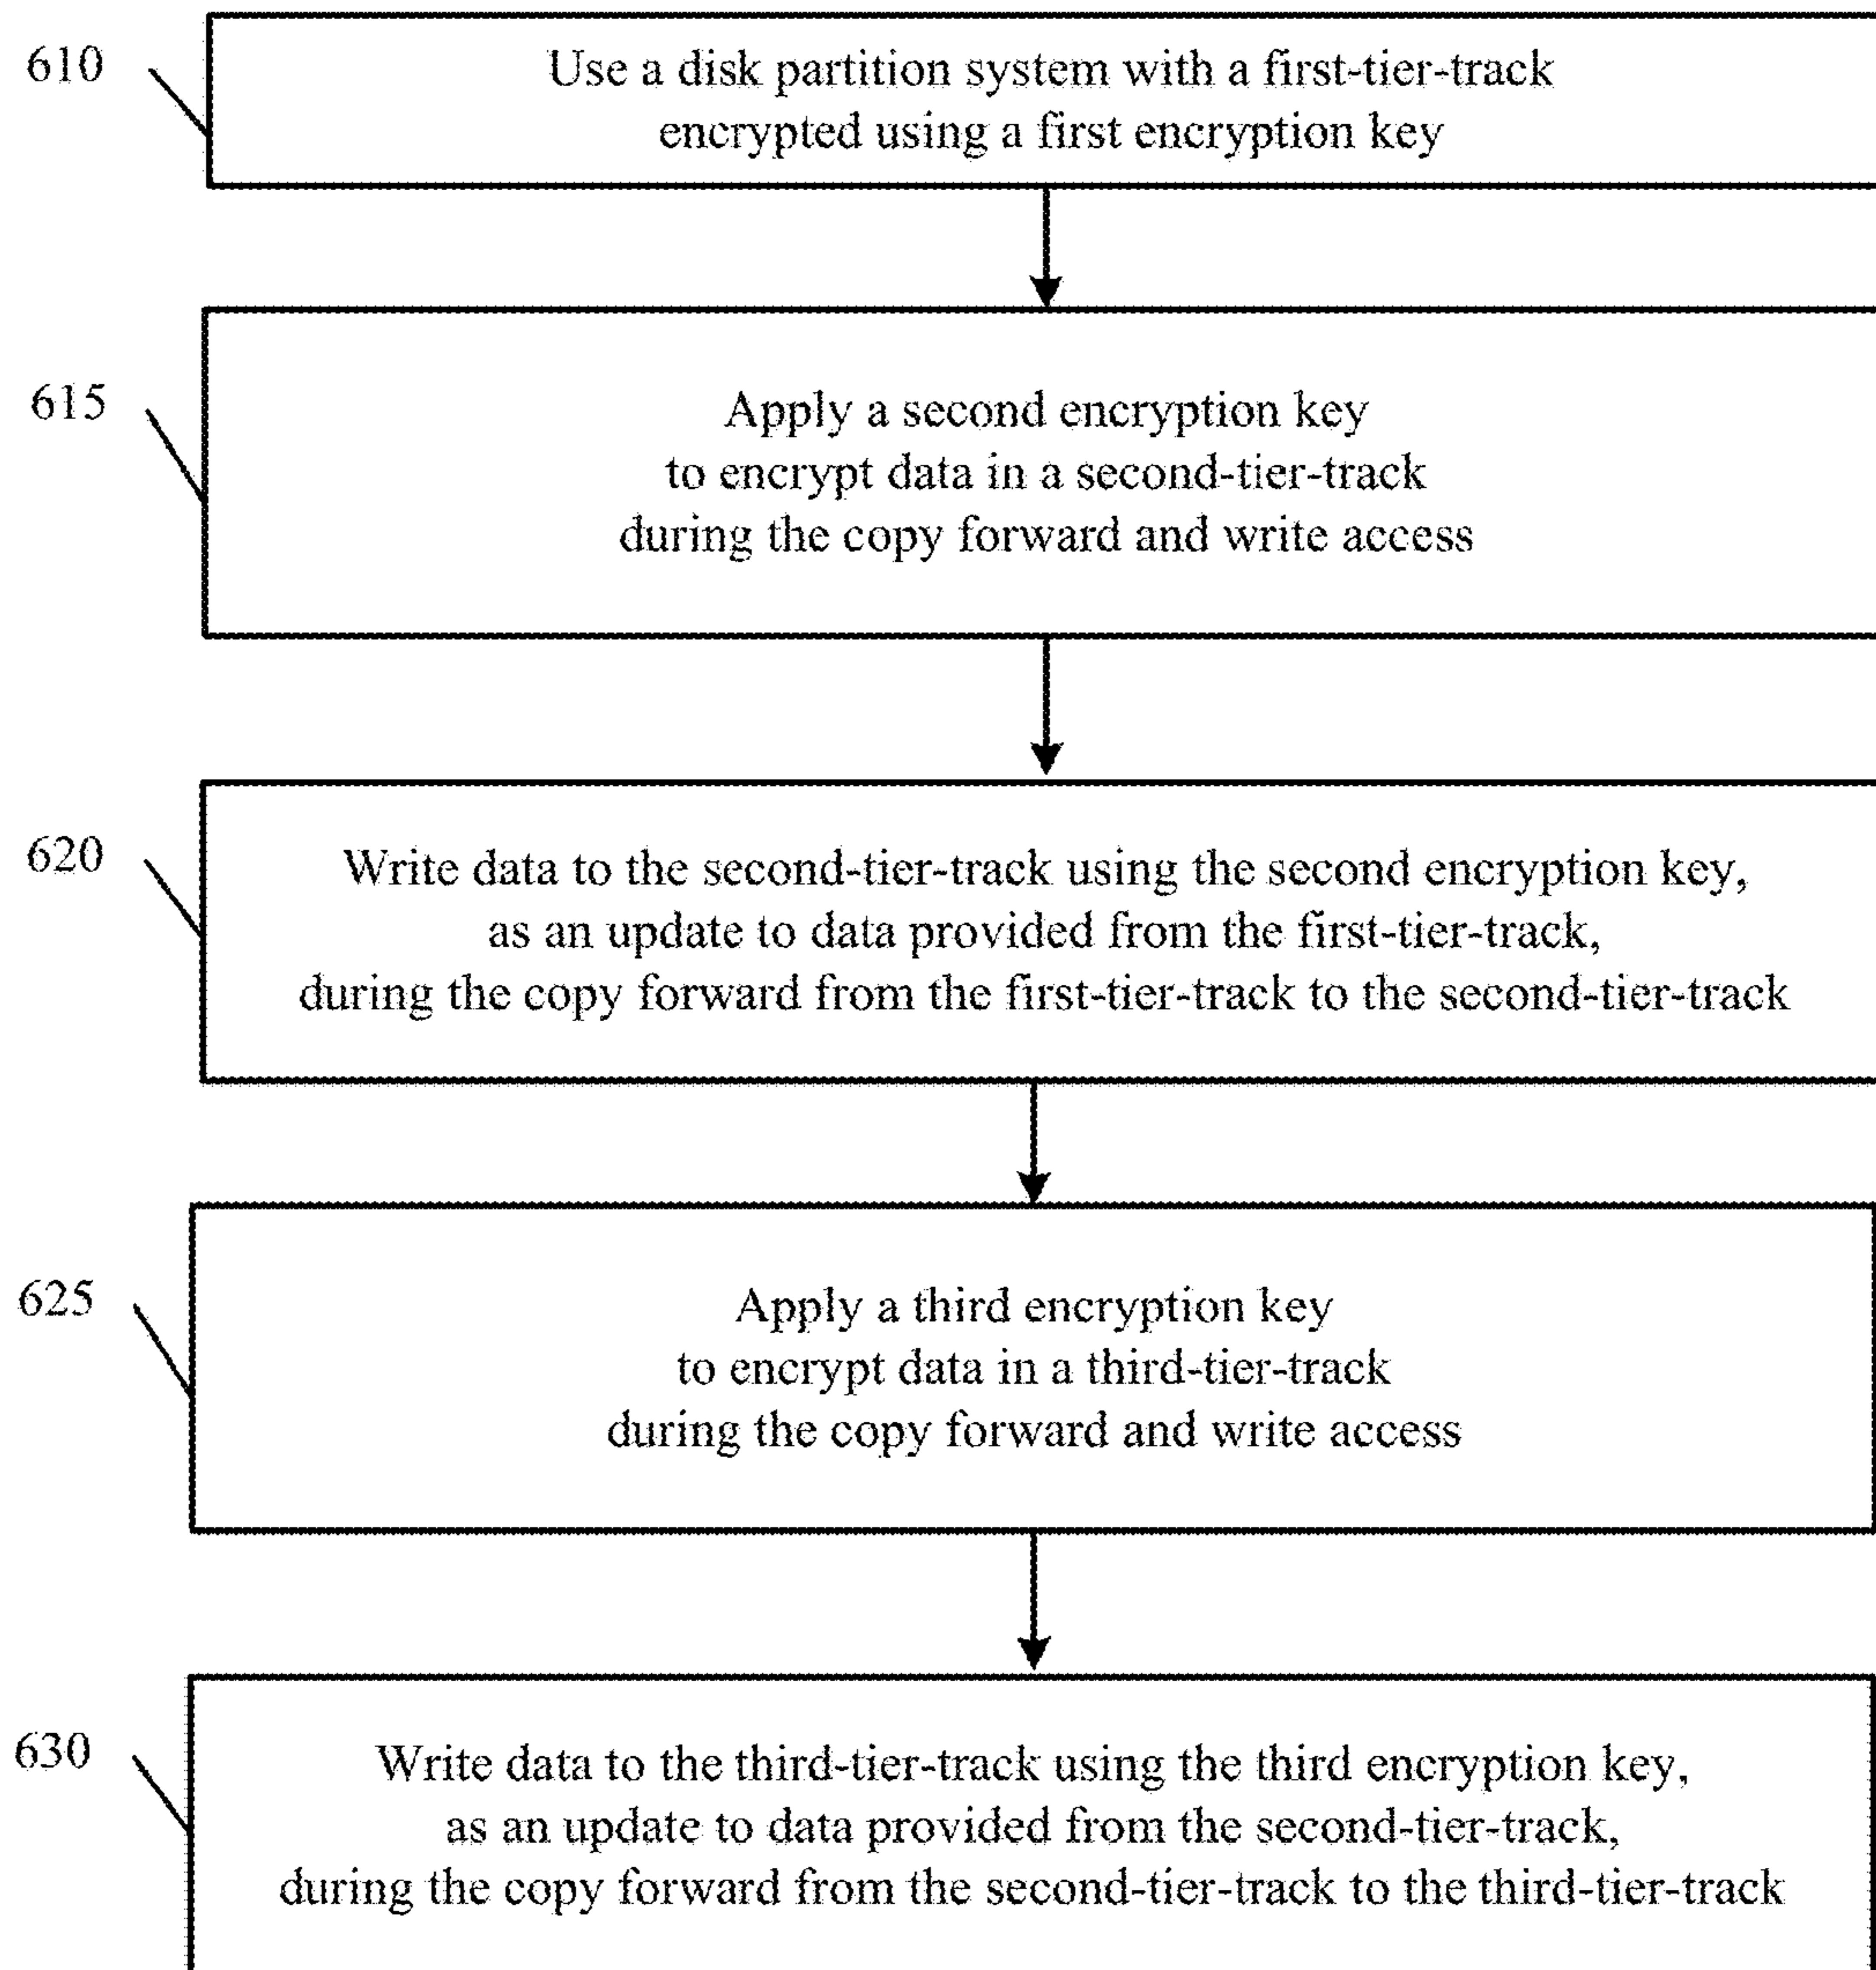 610
Use a disk partition system with a first-tier-track
encrypted using a first encryption key
615
Apply a second encryption key
to encrypt data in a second-tier-track
during the copy forward and write access
620
Write data to the second-tier-track using the second encryption key,
as an update to data provided from the first-tier-track,
during the copy forward from the first-tier-track to the second-tier-track
625
Apply a third encryption key
to encrypt data in a third-tier-track
during the copy forward and write access
630
Write data to the third-tier-track using the third encryption key,
as an update to data provided from the second-tier-track,
during the copy forward from the second-tier-track to the third-tier-track